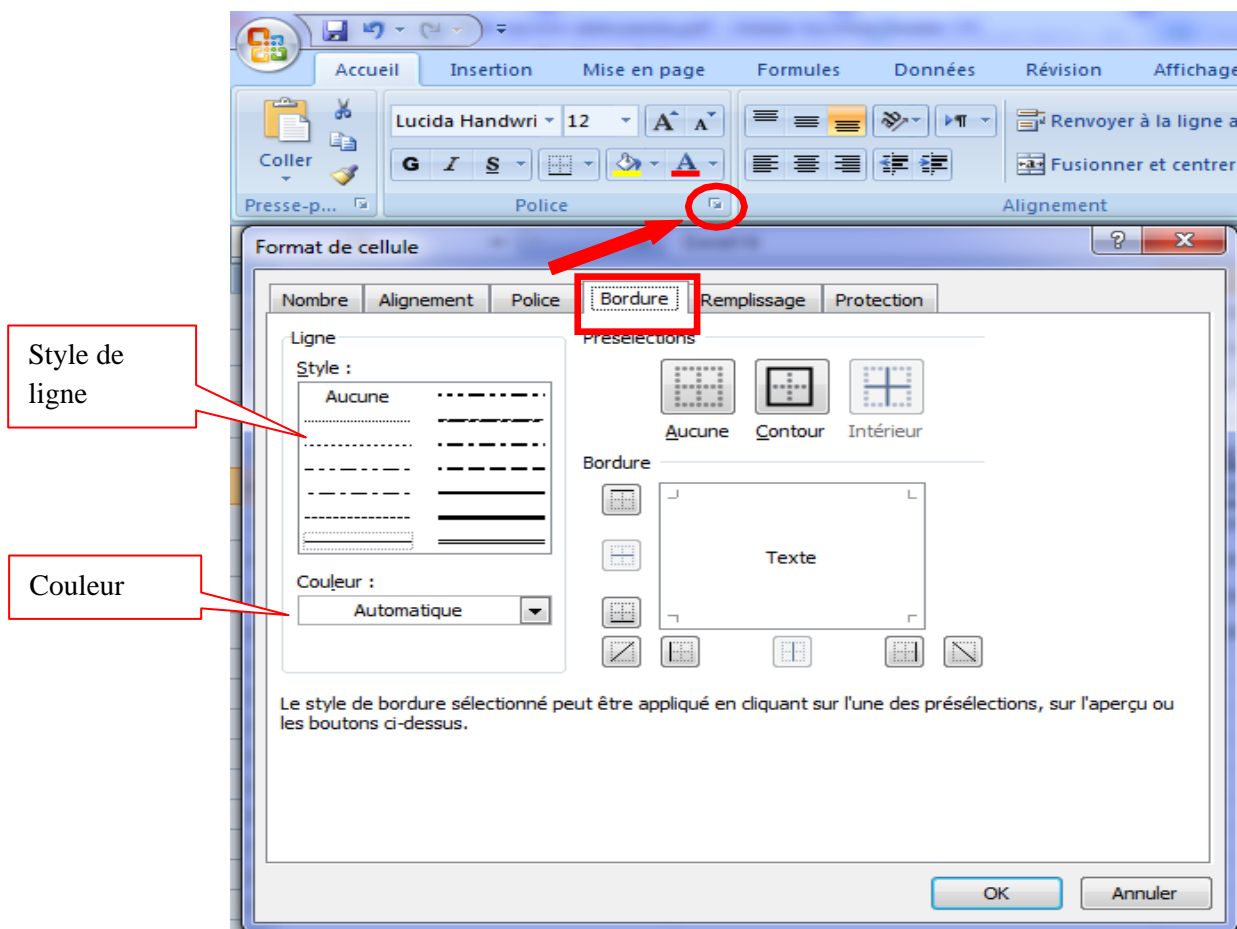 Accueil Insertion Mise en page Formules Données Révision Affichage
Lucida Handwri 12 A A Renvoyer à la ligne a
Coller G I S A Fusionner et centrer
Presse-p... Police Alignement
Format de cellule
Nombre Alignement Police Bordure Remplissage Protection
Ligne Présélections
Style :
Aucune
Aucune Contour Intérieur
Bordure
Texte
Couleur :
Automatique
Le style de bordure sélectionné peut être appliqué en cliquant sur l'une des présélections, sur l'aperçu ou
les boutons ci-dessus.
OK Annuler
Style de
ligne
Couleur